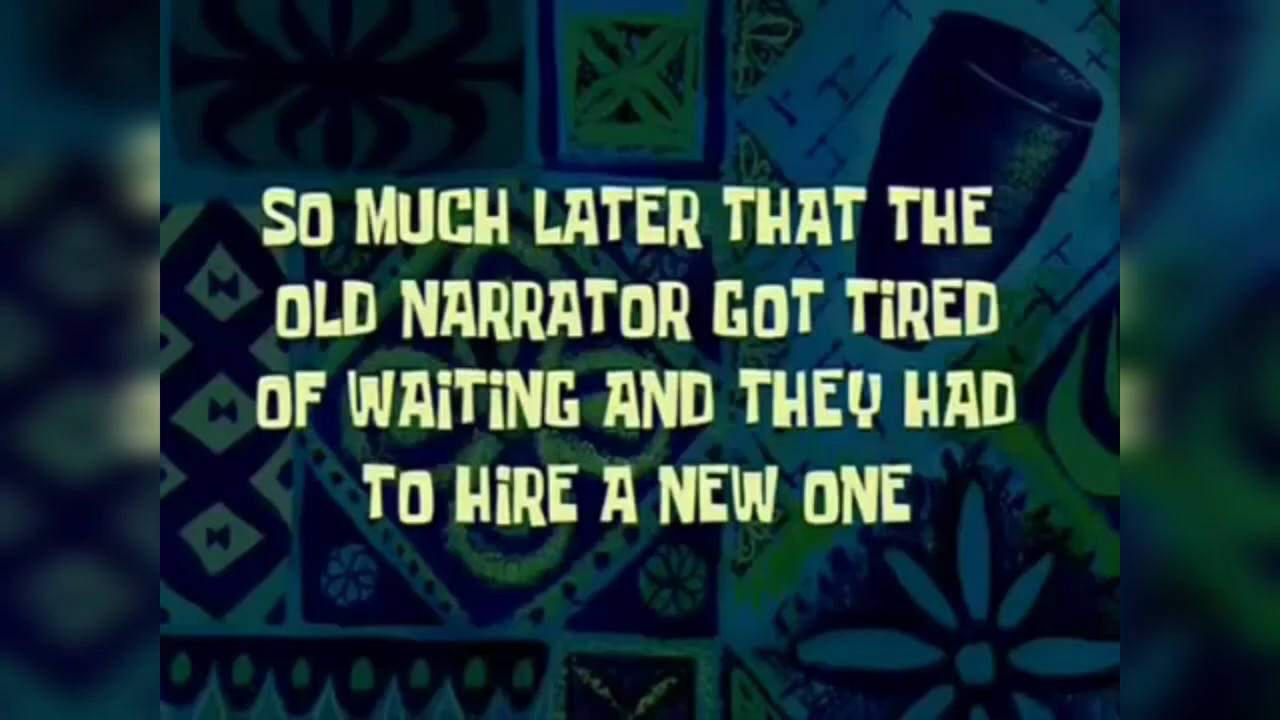 SO MUCH LATER THAT THE
OLD NARRATOR GOT TiRED
OF WAiTiNG AND THEY HAD
TO HiRE A NEW ONE